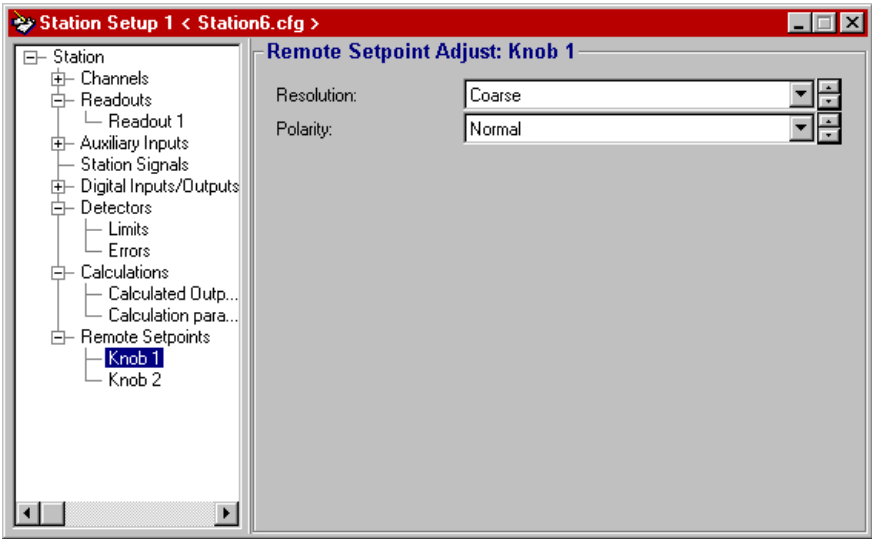 Station Setup 1 < Station6.cfg >
Station
Channels
Readouts
Readout 1
Auxiliary Inputs
Station Signals
Digital Inputs/Outputs
Detectors
Limits
Errors
Calculations
Calculated Outp...
Calculation para...
Remote Setpoints
Knob 1
Knob 2
Remote Setpoint Adjust: Knob 1
Resolution: Coarse
Polarity: Normal